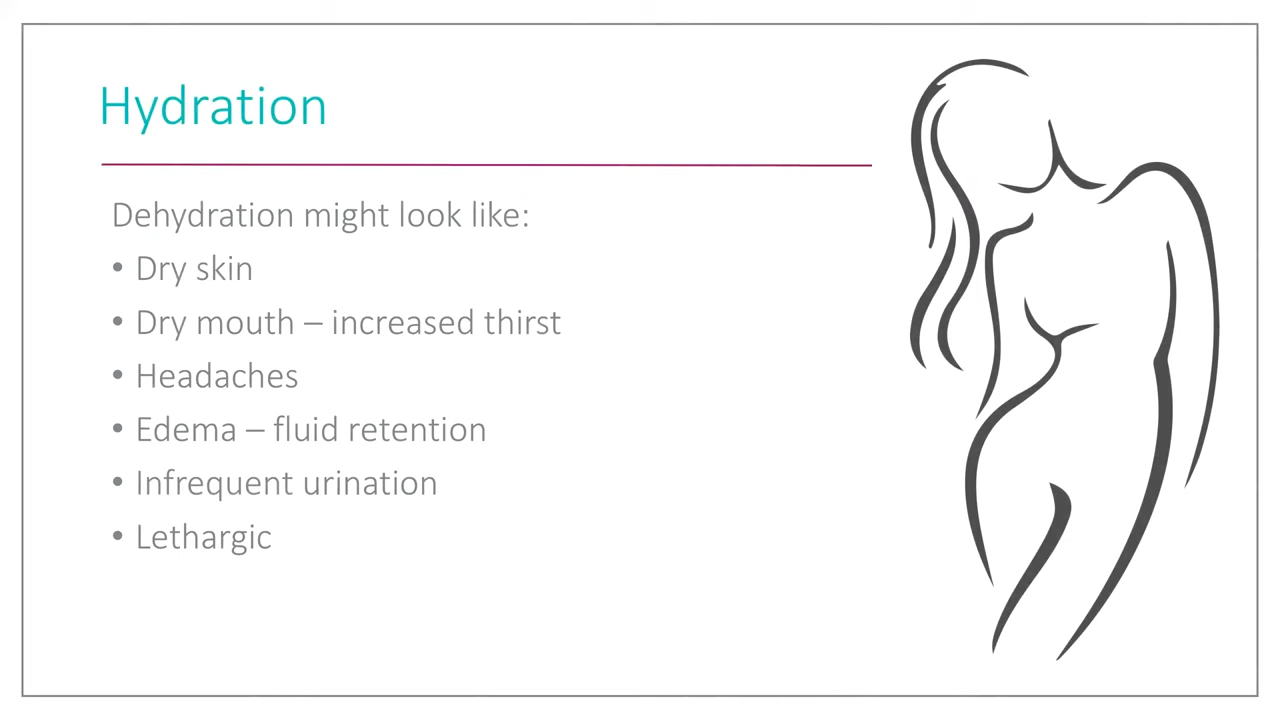 Hydration
Dehydration might look like:
• Dry skin
• Dry mouth – increased thirst
• Headaches
• Edema – fluid retention
• Infrequent urination
• Lethargic